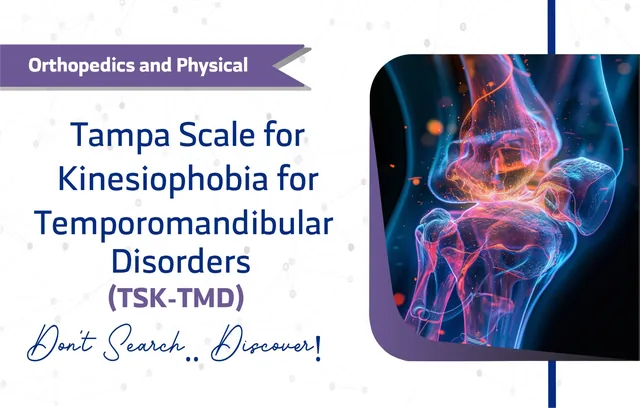 Orthopedics and Physical
Tampa Scale for
Kinesiophobia for
Temporomandibular
Disorders
(TSK-TMD)
Don't Search.. Discover!